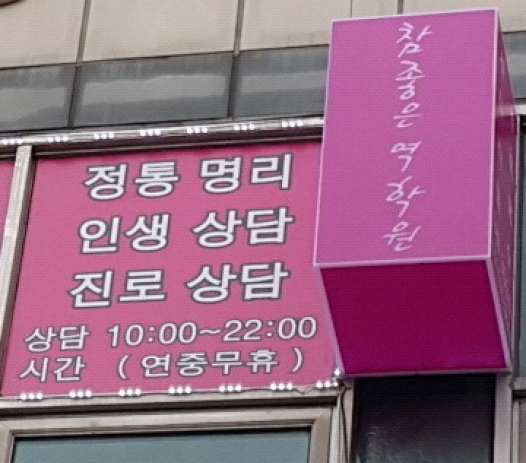 정통 명리
인생 상담
진로 상담
상담 10:00~22:00
시간 (연중무휴)
참 좋은 역학원